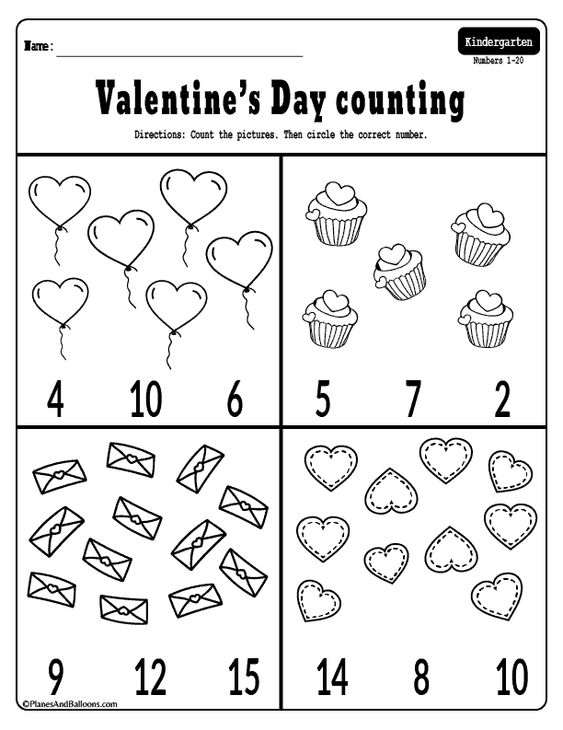 Name:
Kindergarten
Numbers 1-20
Valentine's Day counting
Directions: Count the pictures. Then circle the correct number.
4 10 6
5 7 2
9 12 15
14 8 10
©PlanesAndBalloons.com